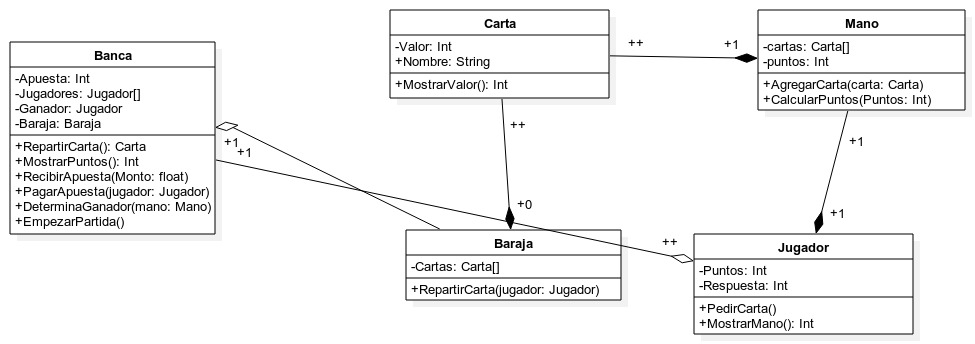 Banca
-Apuesta: Int
-Jugadores: Jugador[]
-Ganador: Jugador
-Baraja: Baraja
+RepartirCarta(): Carta
+MostrarPuntos(): Int
+RecibirApuesta(Monto: float)
+PagarApuesta(jugador: Jugador)
+DeterminaGanador(mano: Mano)
+EmpezarPartida()
Carta
-Valor: Int
+Nombre: String
+MostrarValor(): Int
Mano
-cartas: Carta[]
-puntos: Int
+AgregarCarta(carta: Carta)
+CalcularPuntos(Puntos: Int)
++
+1
++
+0
+1
+1
+1
+1
++
Baraja
-Cartas: Carta[]
+RepartirCarta(jugador: Jugador)
Jugador
-Puntos: Int
-Respuesta: Int
+PedirCarta()
+MostrarMano(): Int